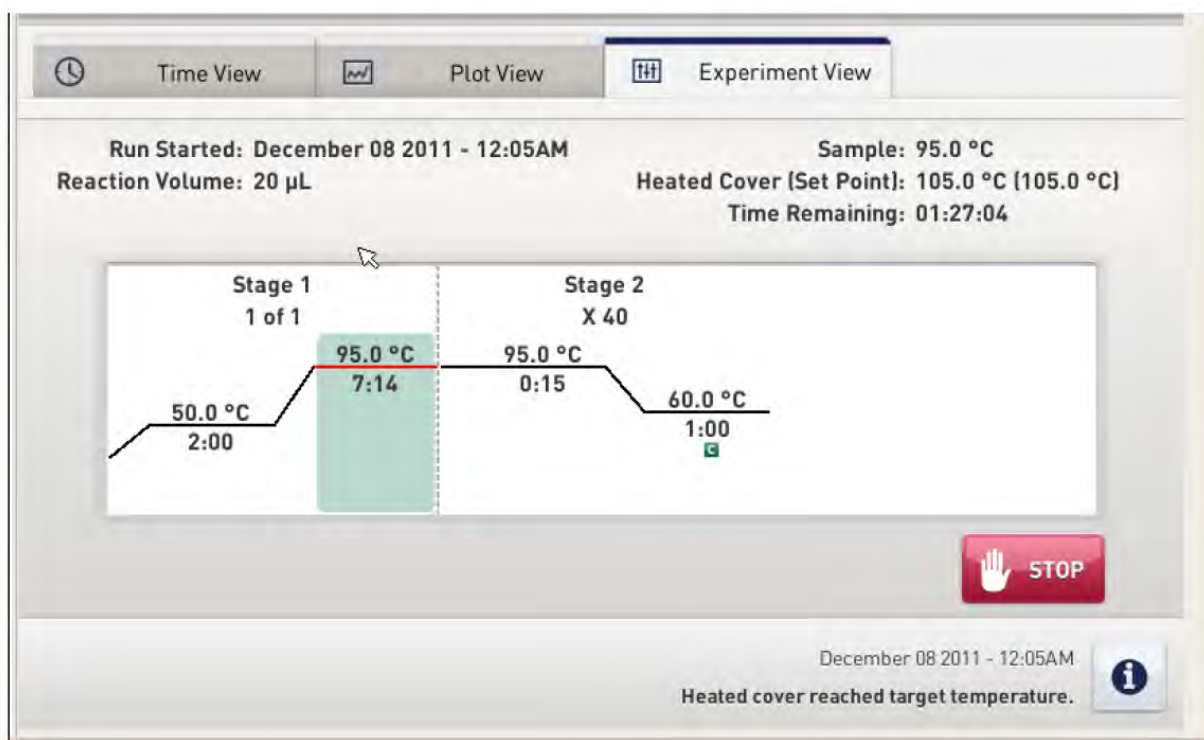 Time View
Plot View
Experiment View
Run Started: December 08 2011 - 12:05AM
Reaction Volume: 20 µL
Sample: 95.0 °C
Heated Cover (Set Point): 105.0 °C (105.0 °C)
Time Remaining: 01:27:04
Stage 1
1 of 1
Stage 2
X 40
95.0 °C
7:14
95.0 °C
0:15
50.0 °C
2:00
60.0 °C
1:00
C
STOP
December 08 2011 - 12:05AM
Heated cover reached target temperature.